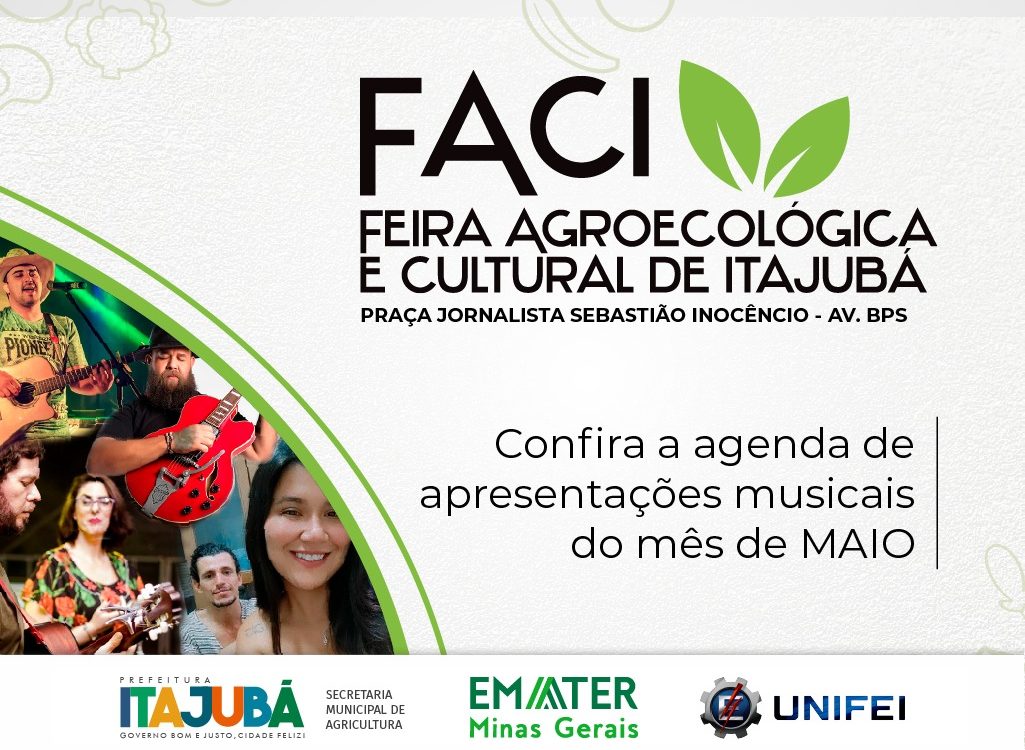 FACI
FEIRA AGROECOLÓGICA
E CULTURAL DE ITAJUBÁ
PRAÇA JORNALISTA SEBASTIÃO INOCÊNCIO - AV. BPS
PIONEE
Confira a agenda de
apresentações musicais
do mês de MAIO
PREFEITURA
ITAJUBÁ
GOVERNO BOM E JUSTO, CIDADE FELIZ!
SECRETARIA
MUNICIPAL DE
AGRICULTURA
EMATER
Minas Gerais
UNIFEI